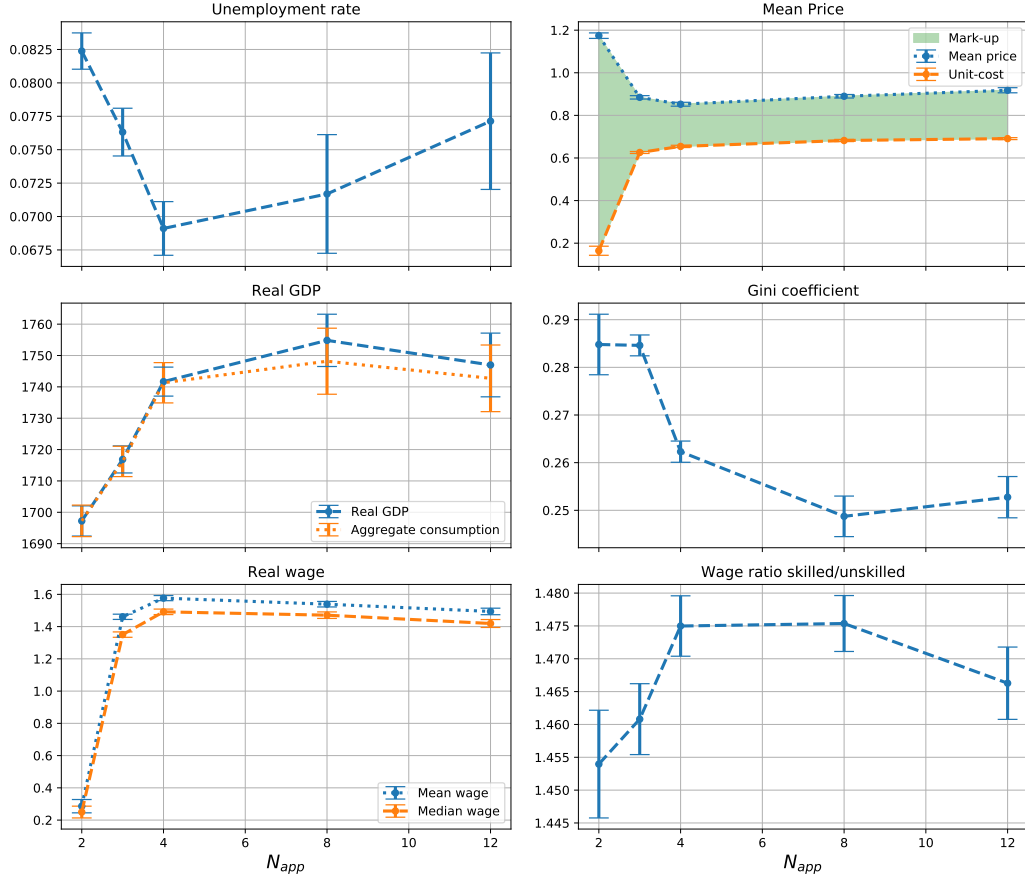 Unemployment rate
0.0825
0.0800
0.0775
0.0750
0.0725
0.0700
0.0675
Mean Price
1.2
1.0
0.8
0.6
0.4
0.2
Mark-up
Mean price
Unit-cost
Real GDP
1760
1750
1740
1730
1720
1710
1700
1690
Real GDP
Aggregate consumption
Gini coefficient
0.29
0.28
0.27
0.26
0.25
Real wage
1.6
1.4
1.2
1.0
0.8
0.6
0.4
0.2
Mean wage
Median wage
2 4 6 8 10 12
N_app
Wage ratio skilled/unskilled
1.480
1.475
1.470
1.465
1.460
1.455
1.450
1.445
2 4 6 8 10 12
N_app